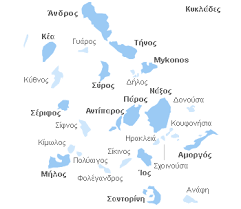 Άνδρος
Κυκλάδες
Κέα
Γυάρος
Τήνος
Mykonos
Κύθνος
Σύρος
Δήλος
Νάξος
Δονούσα
Πάρος
Σέριφος
Αντίπαρος
Κουφονήσια
Σίφνος
Ηρακλειά
Κίμωλος
Σίκινος
Αμοργός
Πολύαιγος
Σχοινούσα
Μήλος
Ίος
Φολέγανδρος
Ανάφη
Σαντορίνη